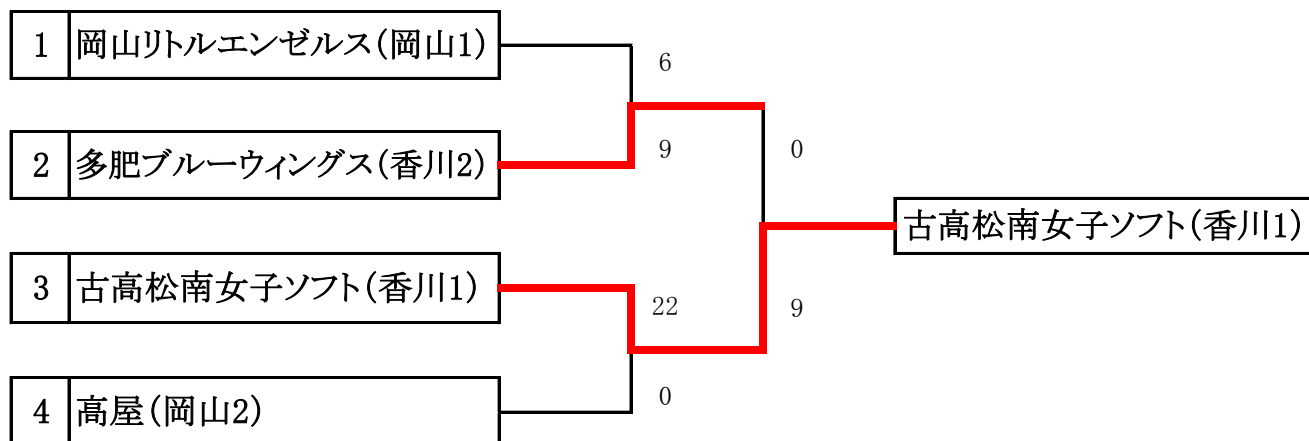 1 岡山リトルエンゼルス(岡山1)
6
2 多肥ブルーウィングス(香川2)
9
0
古高松南女子ソフト(香川1)
3 古高松南女子ソフト(香川1)
22
9
4 高屋(岡山2)
0